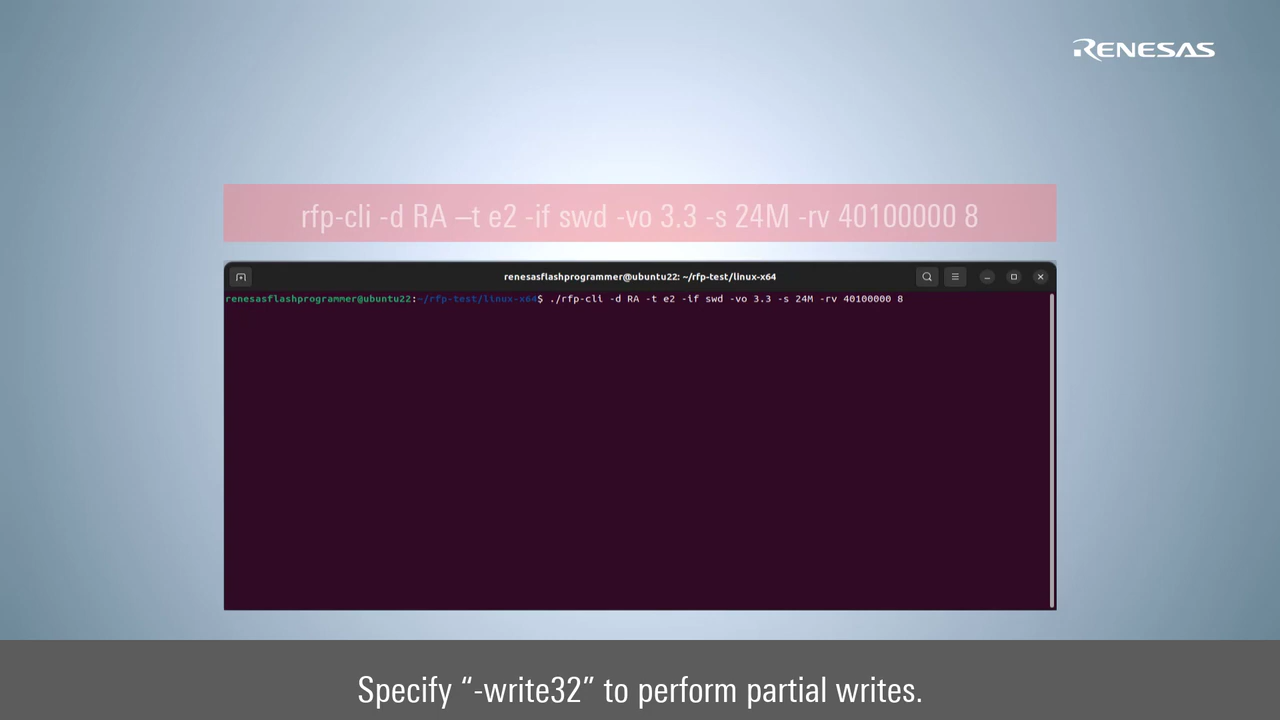 RENESAS
rfp-cli -d RA –t e2 -if swd -vo 3.3 -s 24M -rv 40100000 8
renesasflashprogrammer@ubuntu22: ~/rfp-test/linux-x64
renesasflashprogrammer@ubuntu22:~/rfp-test/linux-x64$ ./rfp-cli -d RA -t e2 -if swd -vo 3.3 -s 24M -rv 40100000 8
Specify “-write32” to perform partial writes.